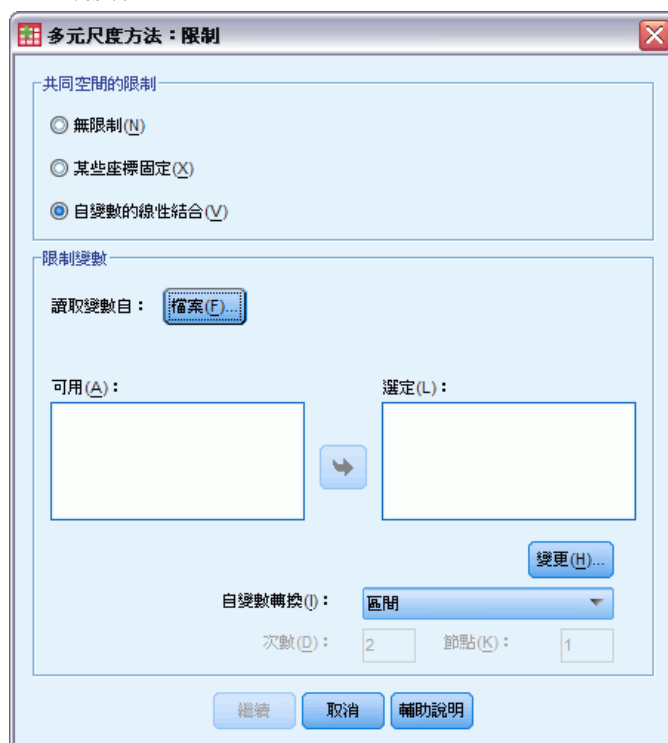 多元尺度方法：限制
共同空間的限制
無限制(N)
某些座標固定(X)
自變數的線性結合(V)
限制變數
讀取變數自： 檔案(F)...
可用(A)： 選定(L)：
變更(H)...
自變數轉換(I)： 區間
次數(D)： 2 節點(K)： 1
繼續 取消 輔助說明